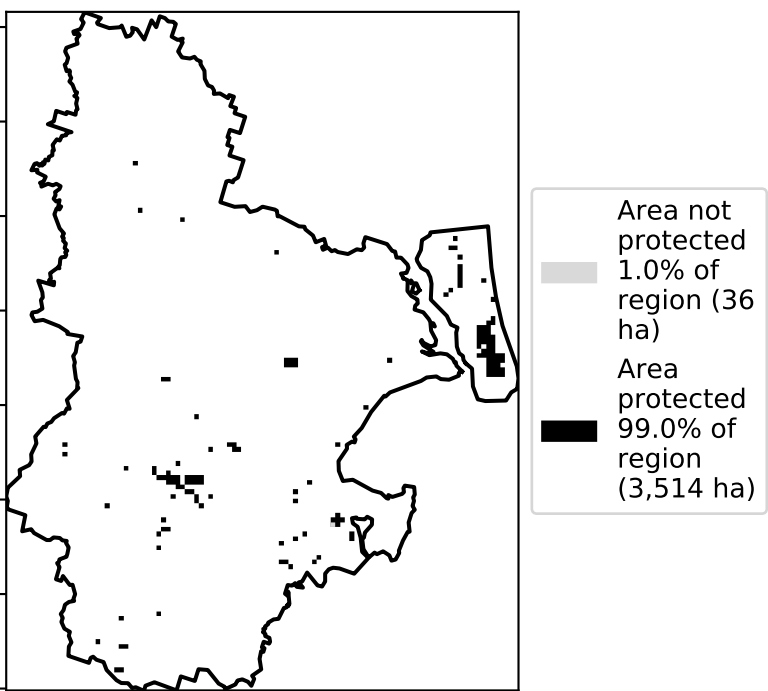 Area not
protected
1.0% of
region (36
ha)
Area
protected
99.0% of
region
(3,514 ha)